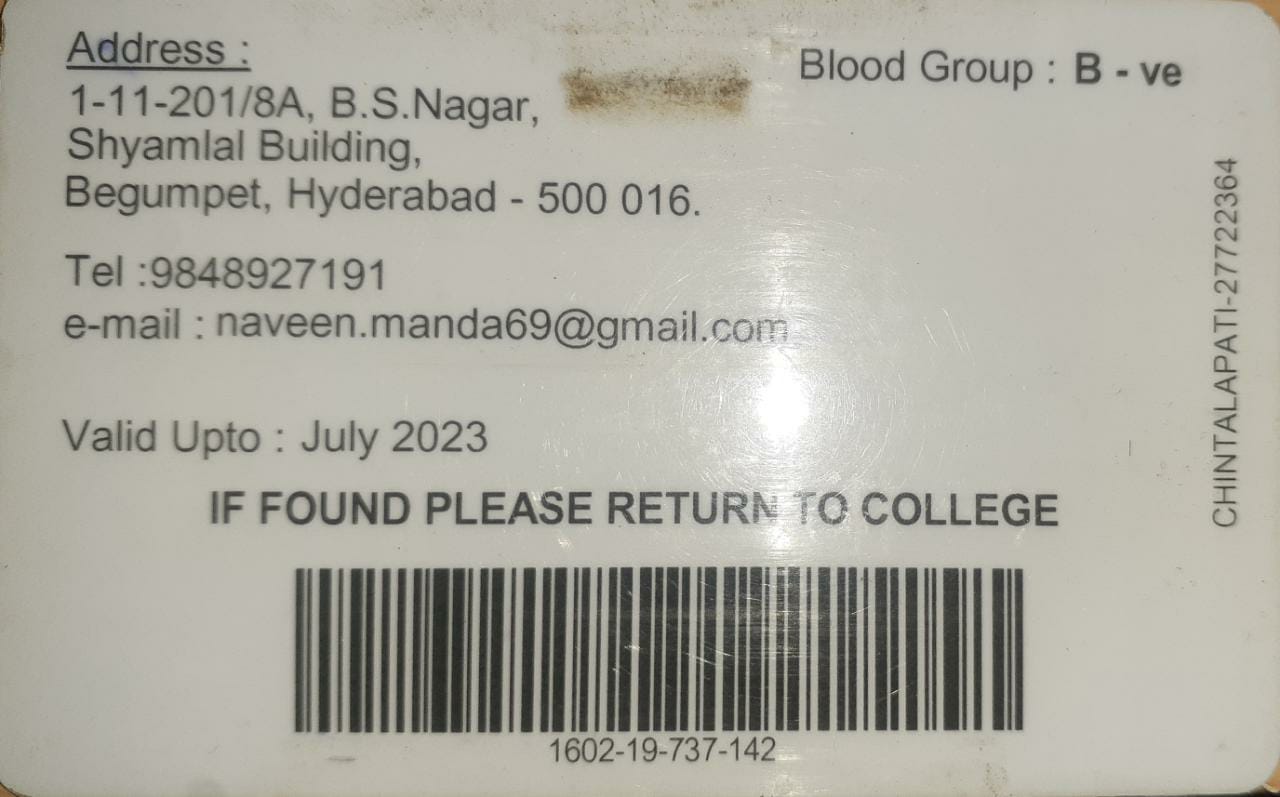 Address :
1-11-201/8A, B.S.Nagar,
Shyamlal Building,
Begumpet, Hyderabad - 500 016.
Tel :9848927191
e-mail : naveen.manda69@gmail.com
Valid Upto : July 2023
Blood Group : B - ve
CHINTALAPATI-27722364
IF FOUND PLEASE RETURN TO COLLEGE
1602-19-737-142